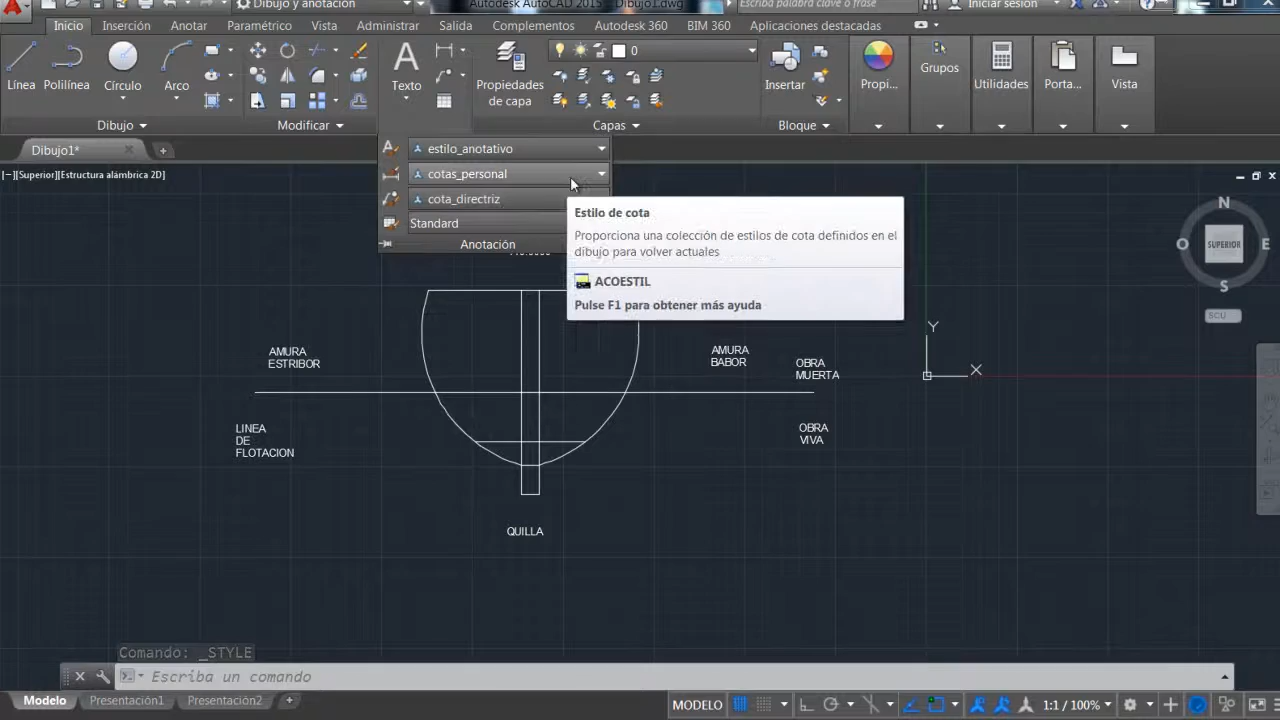 Dibujo y anotación
Autodesk AutoCAD 2015 Dibujo1.dwg
Escriba palabra clave o frase
Iniciar sesión
Inicio Inserción Anotar Paramétrico Vista Administrar Salida Complementos Autodesk 360 BIM 360 Aplicaciones destacadas
0
Línea Polilínea Círculo Arco
A
Texto
Propiedades
de capa
Insertar
Propi...
Grupos
Utilidades
Porta...
Vista
Dibujo Modificar Capas Bloque
Dibujo1*
estilo_anotativo
cotas_personal
cota_directriz
Standard
Anotación
[−][Superior][Estructura alámbrica 2D]
Estilo de cota
Proporciona una colección de estilos de cota definidos en el
dibujo para volver actuales
ACOESTIL
Pulse F1 para obtener más ayuda
N
O SUPERIOR E
S
SCU
Y
X
AMURA
ESTRIBOR
AMURA
BABOR
OBRA
MUERTA
LINEA
DE
FLOTACION
OBRA
VIVA
QUILLA
Comando: _STYLE
Escriba un comando
Modelo Presentación1 Presentación2 +
MODELO
1:1 / 100%